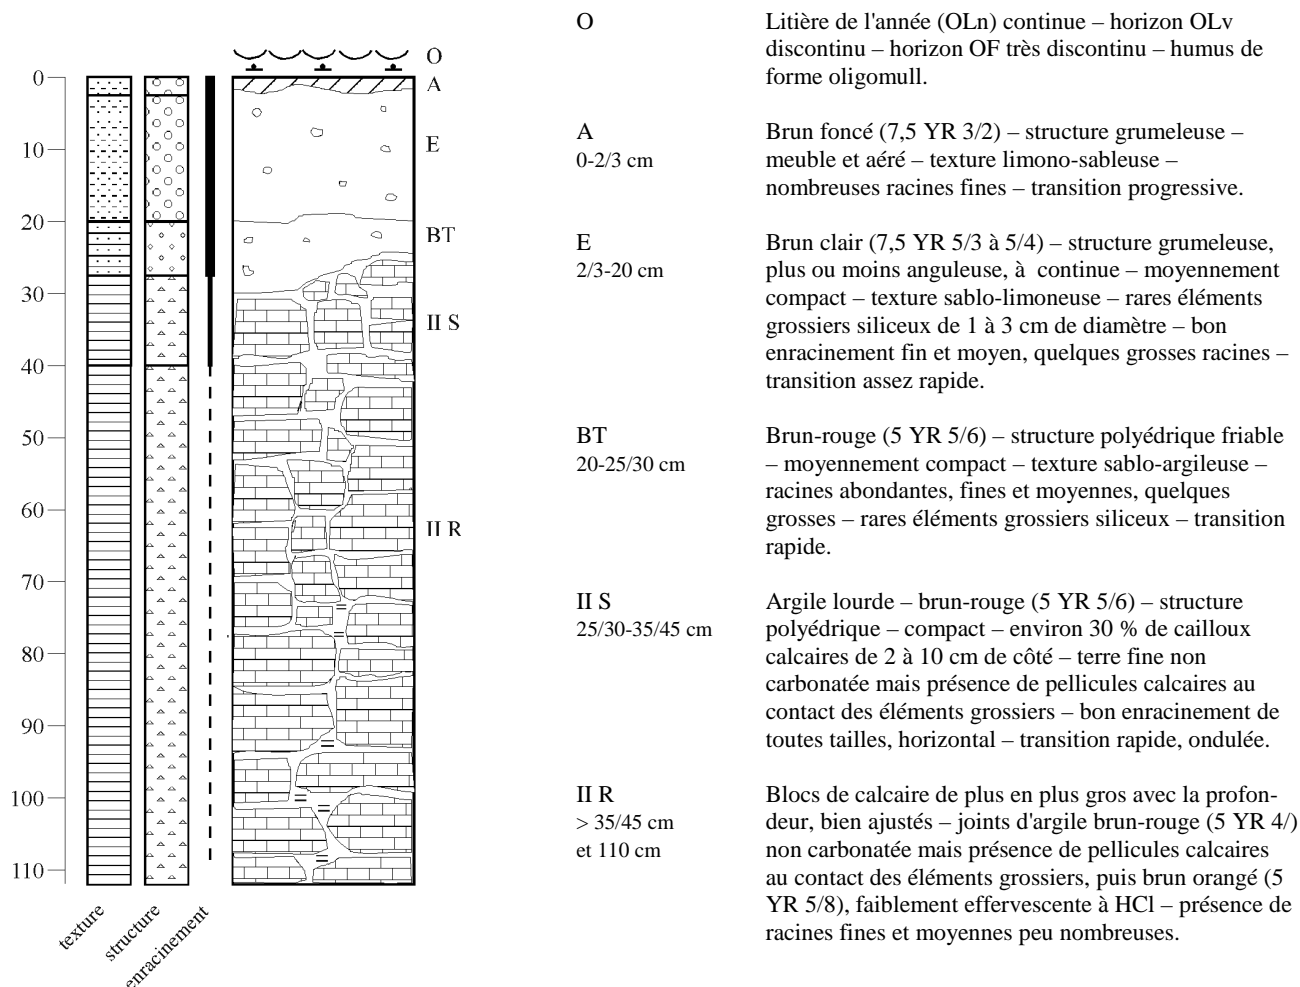 O
A
E
BT
II S
II R
0
10
20
30
40
50
60
70
80
90
100
110
texture
structure
enracinement
O
Litière de l'année (OLn) continue – horizon OLv
discontinu – horizon OF très discontinu – humus de
forme oligomull.
A
0-2/3 cm
Brun foncé (7,5 YR 3/2) – structure grumeleuse –
meuble et aéré – texture limono-sableuse –
nombreuses racines fines – transition progressive.
E
2/3-20 cm
Brun clair (7,5 YR 5/3 à 5/4) – structure grumeleuse,
plus ou moins anguleuse, à continue – moyennement
compact – texture sablo-limoneuse – rares éléments
grossiers siliceux de 1 à 3 cm de diamètre – bon
enracinement fin et moyen, quelques grosses racines –
transition assez rapide.
BT
20-25/30 cm
Brun-rouge (5 YR 5/6) – structure polyédrique friable
– moyennement compact – texture sablo-argileuse –
racines abondantes, fines et moyennes, quelques
grosses – rares éléments grossiers siliceux – transition
rapide.
II S
25/30-35/45 cm
Argile lourde – brun-rouge (5 YR 5/6) – structure
polyédrique – compact – environ 30 % de cailloux
calcaires de 2 à 10 cm de côté – terre fine non
carbonatée mais présence de pellicules calcaires au
contact des éléments grossiers – bon enracinement de
toutes tailles, horizontal – transition rapide, ondulée.
II R
> 35/45 cm
et 110 cm
Blocs de calcaire de plus en plus gros avec la profon-
deur, bien ajustés – joints d'argile brun-rouge (5 YR 4/)
non carbonatée mais présence de pellicules calcaires
au contact des éléments grossiers, puis brun orangé (5
YR 5/8), faiblement effervescente à HCl – présence de
racines fines et moyennes peu nombreuses.